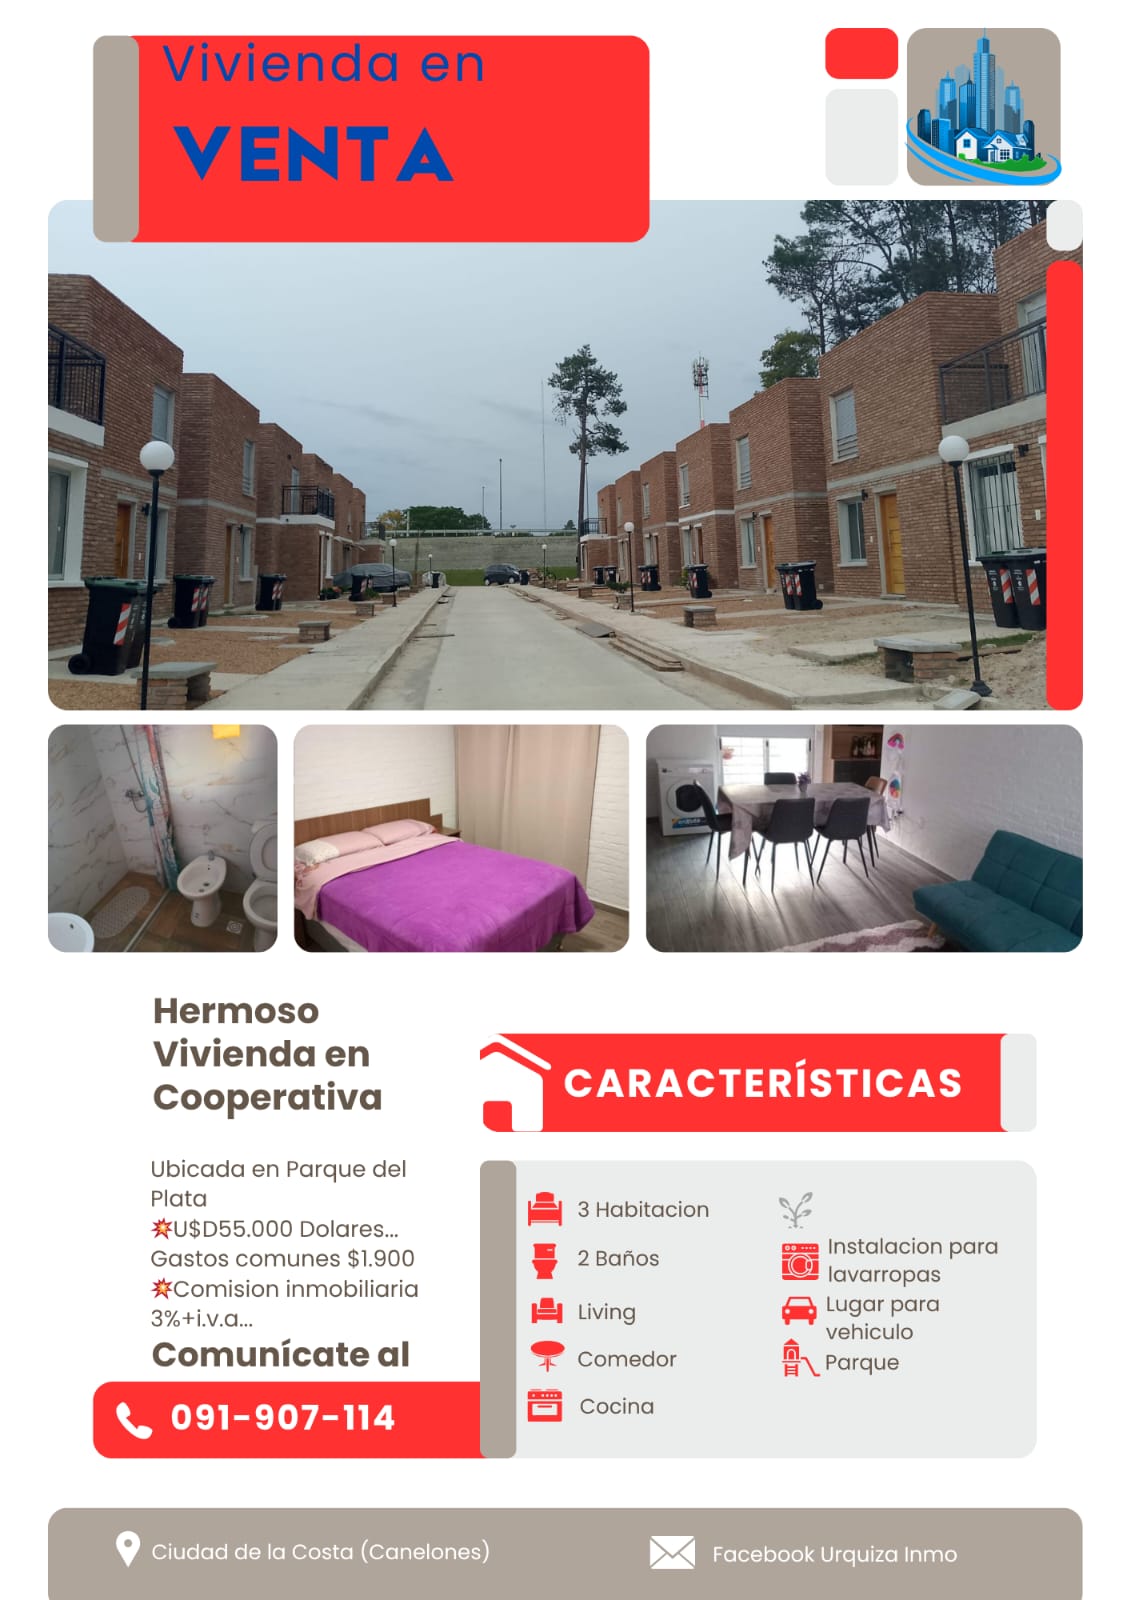 Vivienda en
VENTA
Hermoso
Vivienda en
Cooperativa
Ubicada en Parque del
Plata
💥U$D55.000 Dolares...
Gastos comunes $1.900
💥Comision inmobiliaria
3%+i.v.a...
Comunícate al
091-907-114
CARACTERÍSTICAS
3 Habitacion
2 Baños
Living
Comedor
Cocina
Instalacion para
lavarropas
Lugar para
vehiculo
Parque
Ciudad de la Costa (Canelones)
Facebook Urquiza Inmo